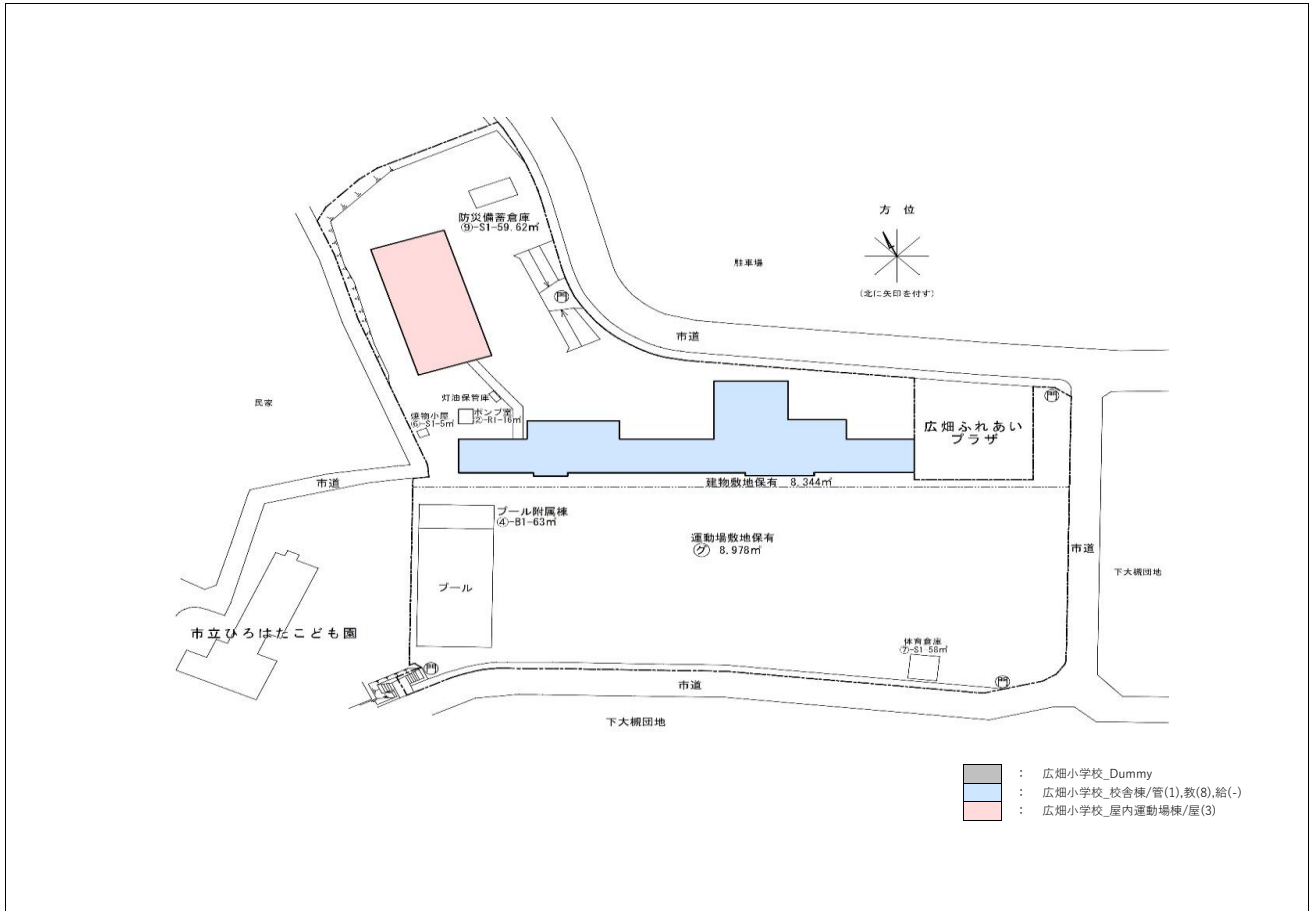 防災備蓄倉庫
⑨-S1-59.62㎡
方　位
(北に矢印を付す)
駐車場
門
市道
民家
灯油保管庫
ポンプ室
②-R1-16㎡
焼物小屋
⑥-S1-5㎡
門
広畑ふれあい
プラザ
市道
建物敷地保有　8,344㎡
プール附属棟
④-B1-63㎡
運動場敷地保有
グ 8.978㎡
市道
下大槻団地
プール
市立ひろはたこども園
体育倉庫
⑦-S1 58㎡
門
門
市道
下大槻団地
： 広畑小学校_Dummy
： 広畑小学校_校舎棟/管(1),教(8),給(-)
： 広畑小学校_屋内運動場棟/屋(3)